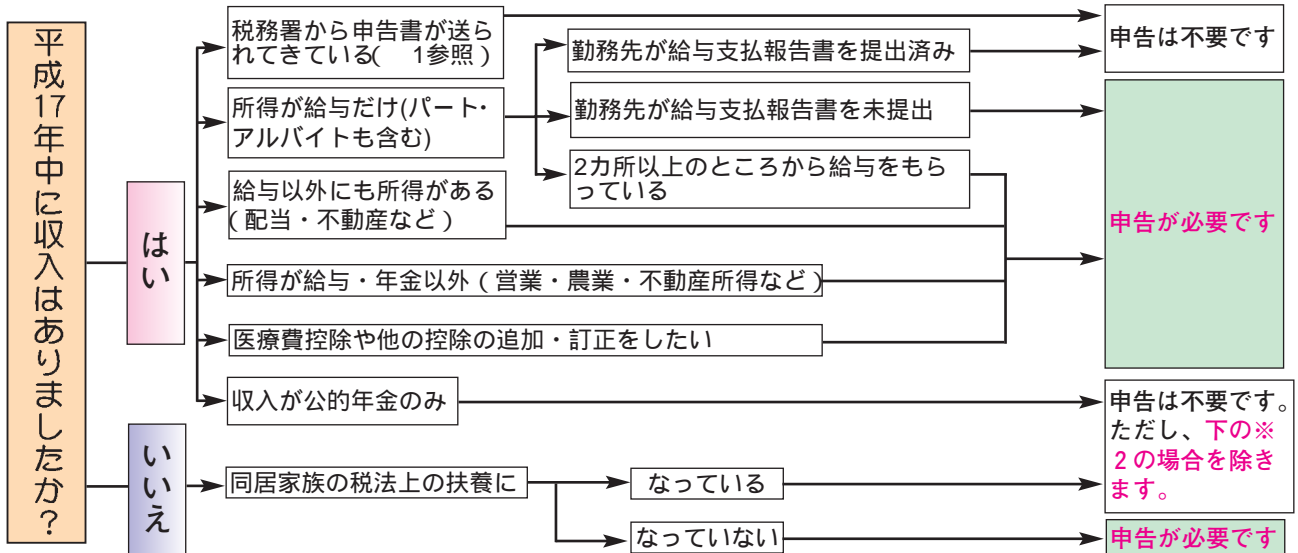 平成17年中に収入はありましたか?
はい
税務署から申告書が送ら
れてきている( 1参照)
申告は不要です
所得が給与だけ(パート・
アルバイトも含む)
勤務先が給与支払報告書を提出済み
勤務先が給与支払報告書を未提出
2カ所以上のところから給与をもら
っている
給与以外にも所得がある
(配当・不動産など)
所得が給与・年金以外(営業・農業・不動産所得など)
医療費控除や他の控除の追加・訂正をしたい
申告が必要です
収入が公的年金のみ
申告は不要です。
ただし、下の※
2の場合を除き
ます。
いいえ
同居家族の税法上の扶養に
なっている
なっていない
申告が必要です